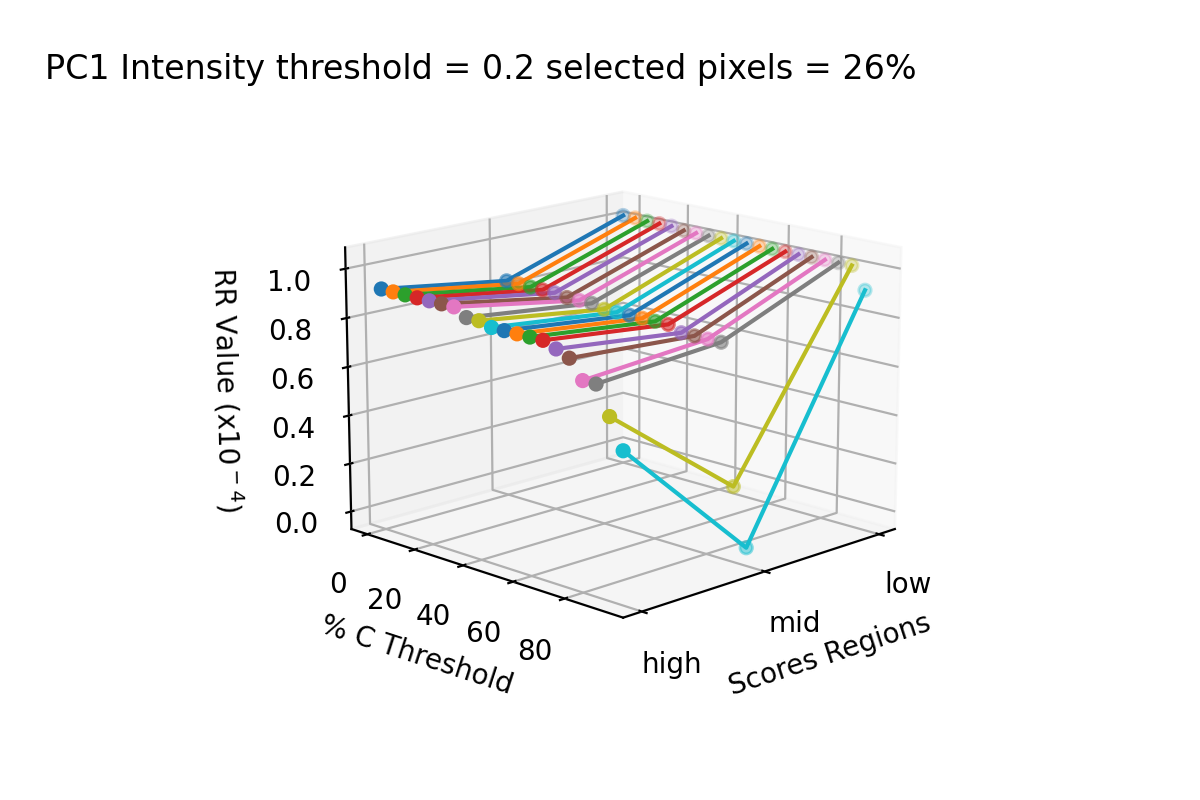 PC1 Intensity threshold = 0.2 selected pixels = 26%
RR Value (x10⁻⁴)
1.0
0.8
0.6
0.4
0.2
0.0
0
20
40
60
80
% C Threshold
high
mid
low
Scores Regions